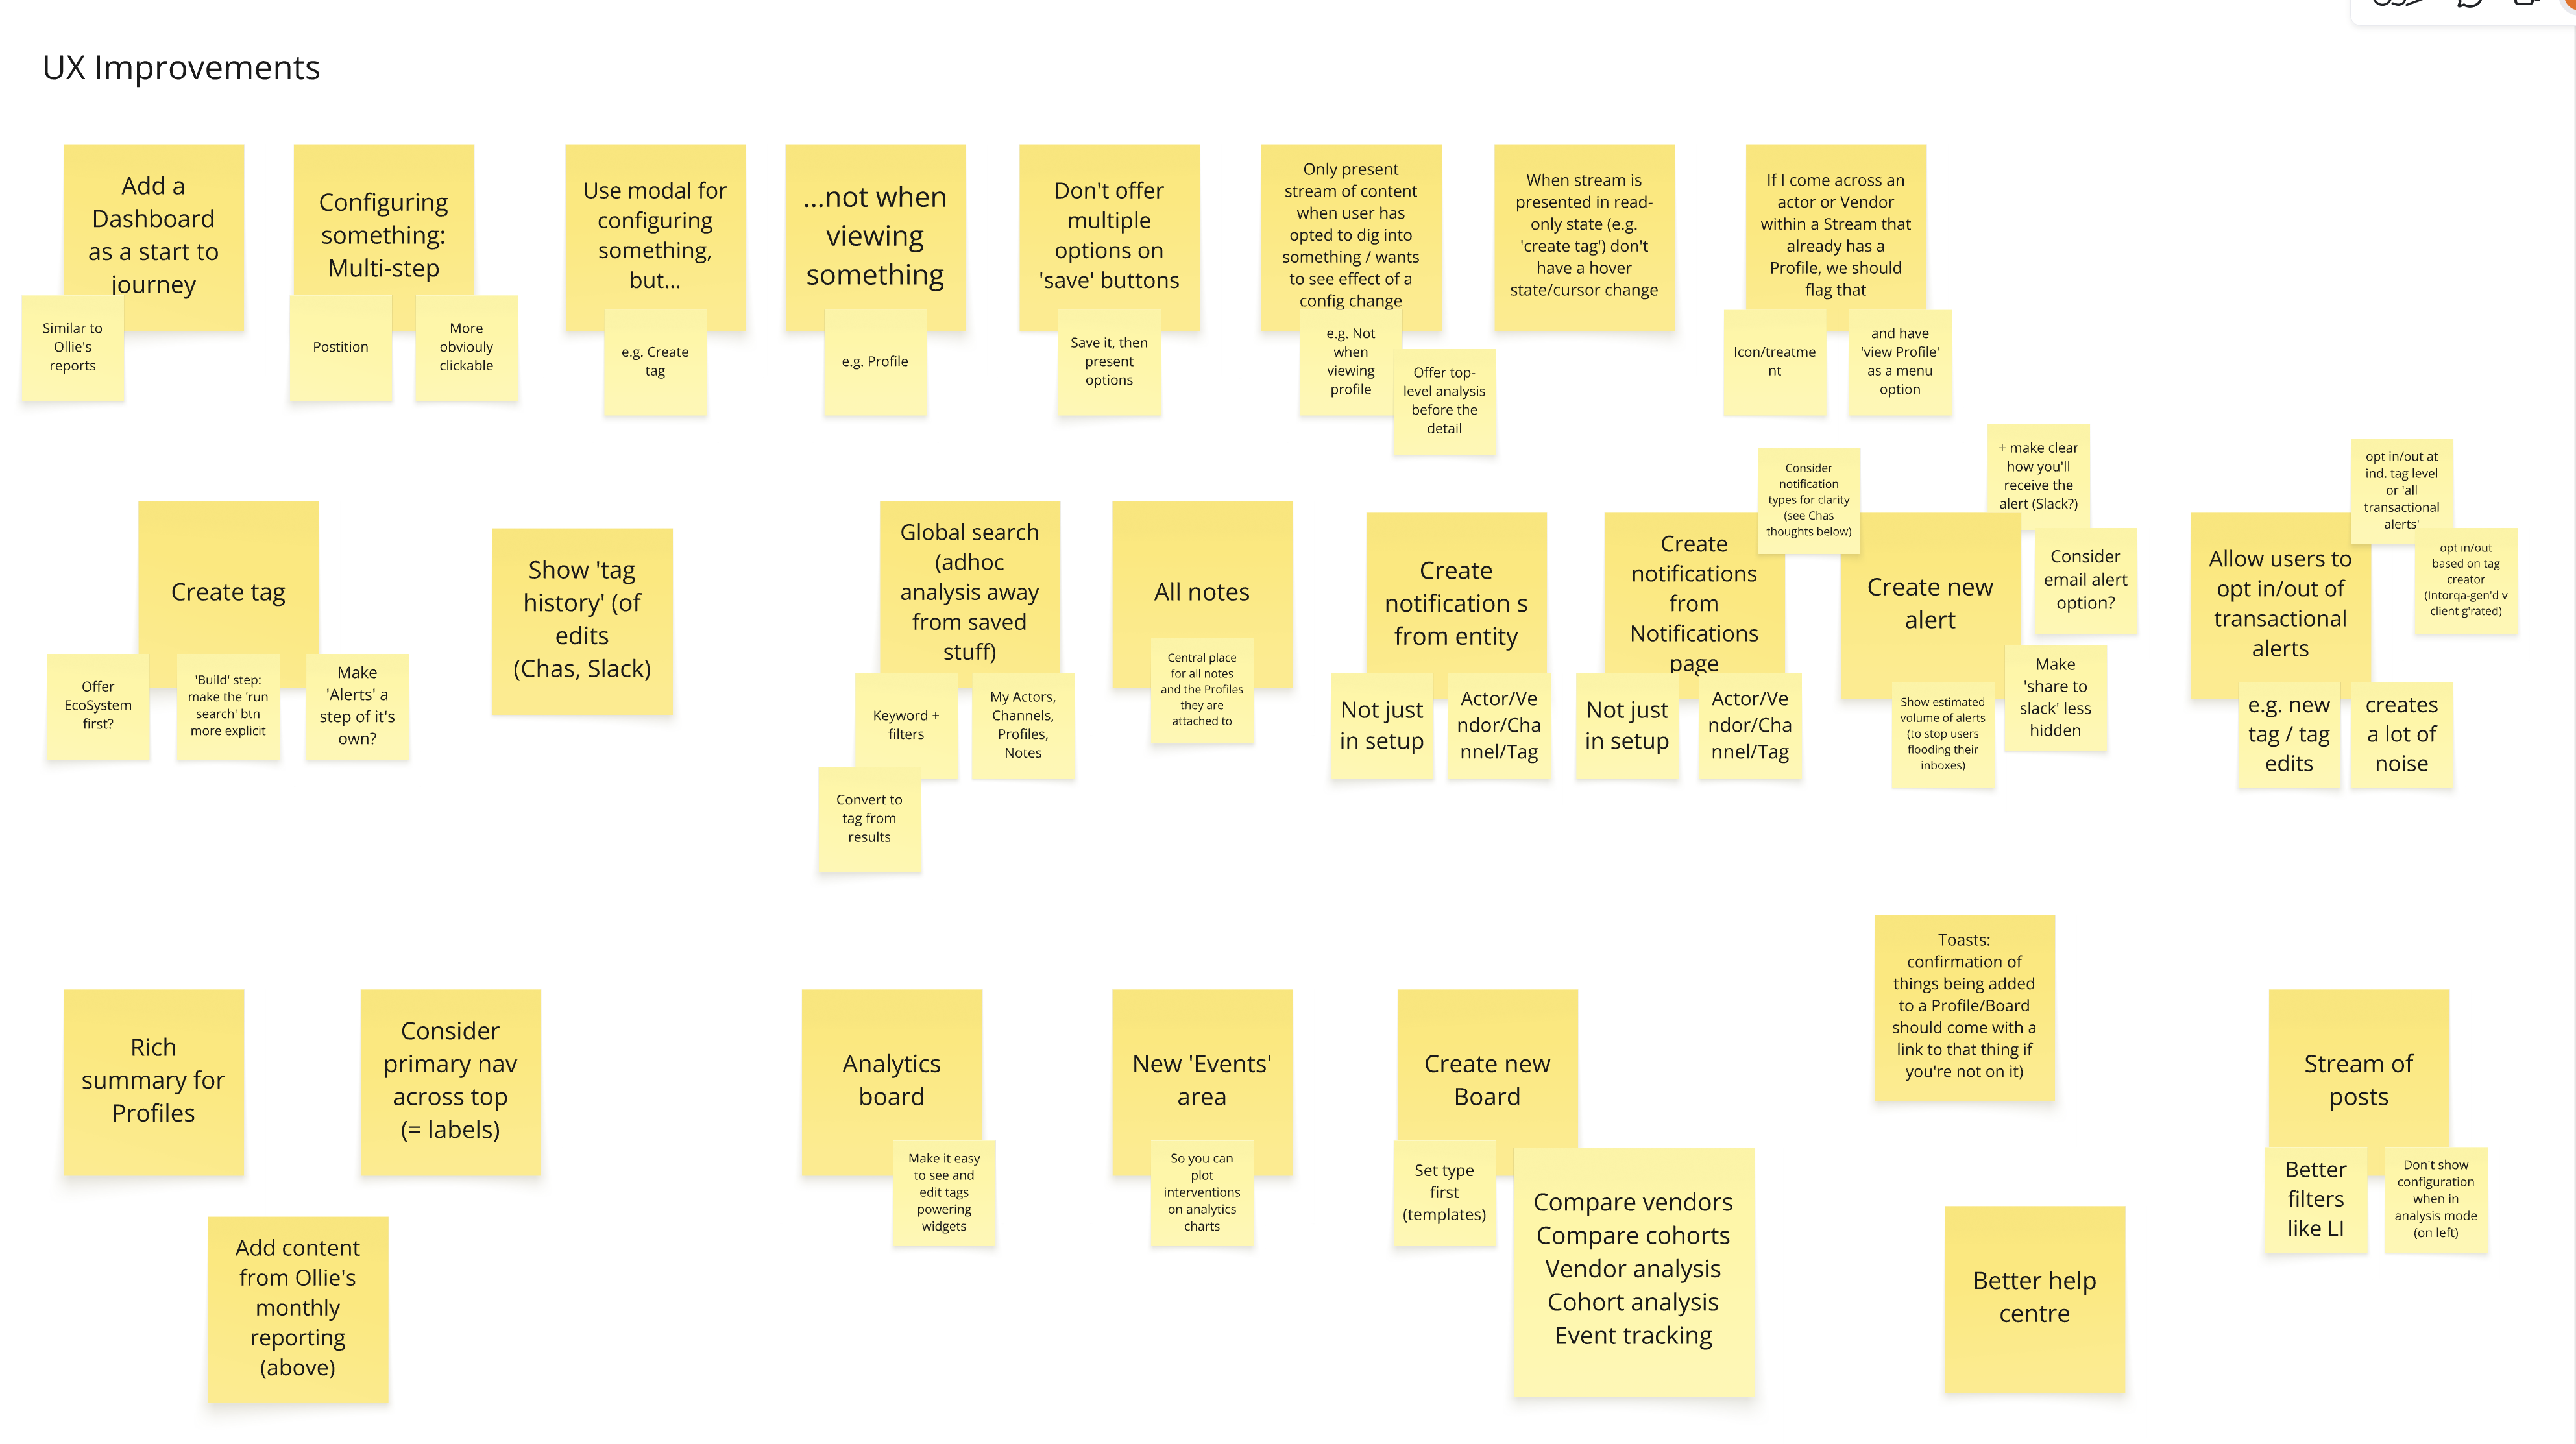 UX Improvements
Add a
Dashboard
as a start to
journey
Similar to
Ollie's
reports
Configuring
something:
Multi-step
Postition
More
obviouly
clickable
Use modal for
configuring
something,
but...
e.g. Create
tag
...not when
viewing
something
e.g. Profile
Don't offer
multiple
options on
'save' buttons
Save it, then
present
options
Only present
stream of content
when user has
opted to dig into
something / wants
to see effect of a
config change
e.g. Not
when
viewing
profile
Offer top-
level analysis
before the
detail
When stream is
presented in read-
only state (e.g.
'create tag') don't
have a hover
state/cursor change
If I come across an
actor or Vendor
within a Stream that
already has a
Profile, we should
flag that
Icon/treatme
nt
and have
'view Profile'
as a menu
option
Create tag
Offer
EcoSystem
first?
'Build' step:
make the 'run
search' btn
more explicit
Make
'Alerts' a
step of it's
own?
Show 'tag
history' (of
edits
(Chas, Slack)
Global search
(adhoc
analysis away
from saved
stuff)
Keyword +
filters
My Actors,
Channels,
Profiles,
Notes
Convert to
tag from
results
All notes
Central place
for all notes
and the Profiles
they are
attached to
Create
notification s
from entity
Not just
in setup
Actor/Ve
ndor/Cha
nnel/Tag
Create
notifications
from
Notifications
page
Not just
in setup
Actor/Ve
ndor/Cha
nnel/Tag
Consider
notification
types for clarity
(see Chas
thoughts below)
Create new
alert
+ make clear
how you'll
receive the
alert (Slack?)
Consider
email alert
option?
Make
'share to
slack' less
hidden
Show estimated
volume of alerts
(to stop users
flooding their
inboxes)
Allow users to
opt in/out of
transactional
alerts
opt in/out at
ind. tag level
or 'all
transactional
alerts'
opt in/out
based on tag
creator
(Intorqa-gen'd v
client g'rated)
e.g. new
tag / tag
edits
creates
a lot of
noise
Rich
summary for
Profiles
Consider
primary nav
across top
(= labels)
Add content
from Ollie's
monthly
reporting
(above)
Analytics
board
Make it easy
to see and
edit tags
powering
widgets
New 'Events'
area
So you can
plot
interventions
on analytics
charts
Create new
Board
Set type
first
(templates)
Compare vendors
Compare cohorts
Vendor analysis
Cohort analysis
Event tracking
Toasts:
confirmation of
things being added
to a Profile/Board
should come with a
link to that thing if
you're not on it)
Better help
centre
Stream of
posts
Better
filters
like LI
Don't show
configuration
when in
analysis mode
(on left)